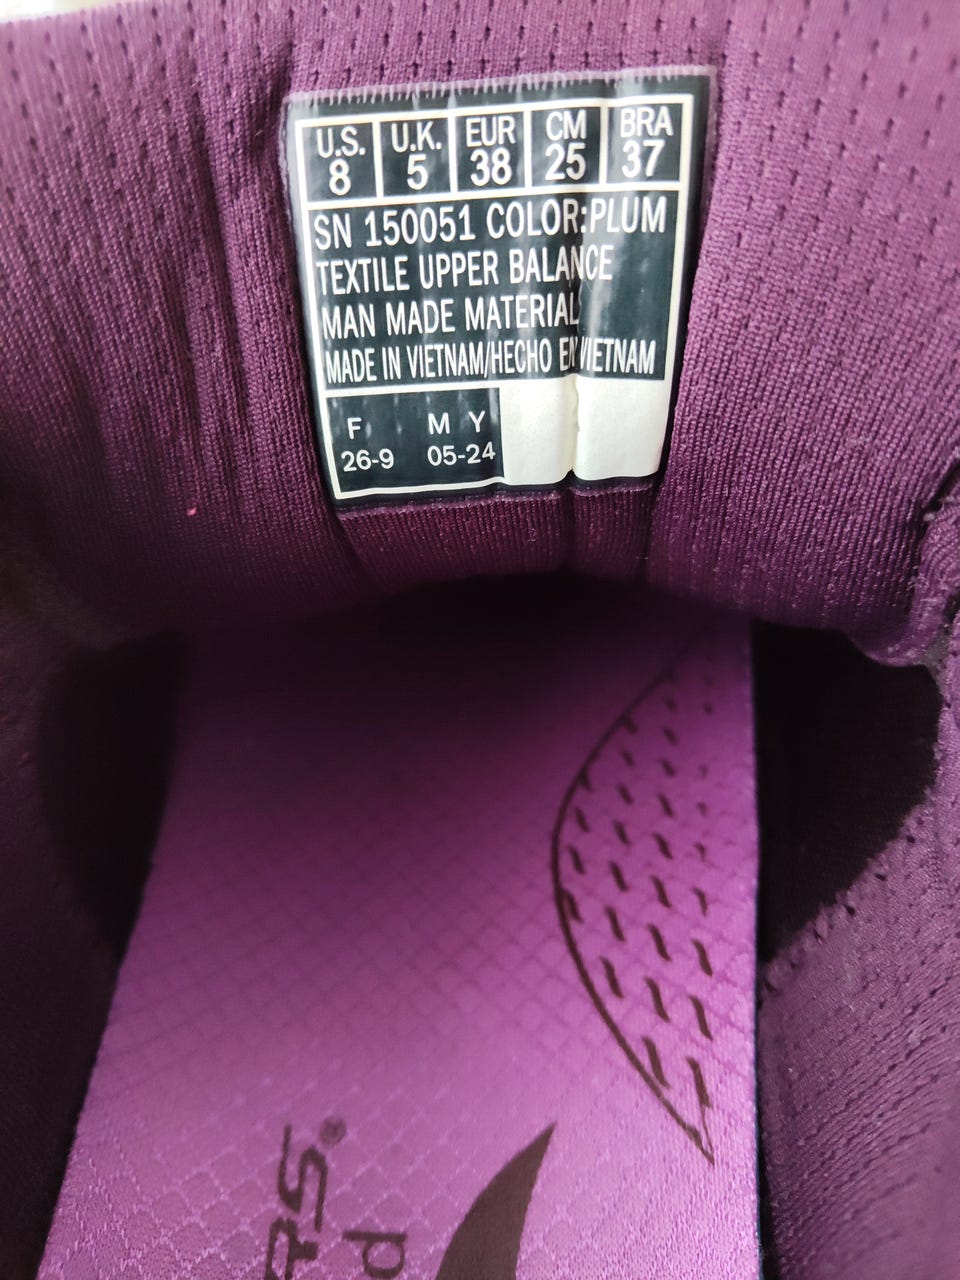 U.S. U.K. EUR CM BRA
8 5 38 25 37
SN 150051 COLOR:PLUM
TEXTILE UPPER BALANCE
MAN MADE MATERIAL
MADE IN VIETNAM/HECHO EN VIETNAM
F M Y
26-9 05-24